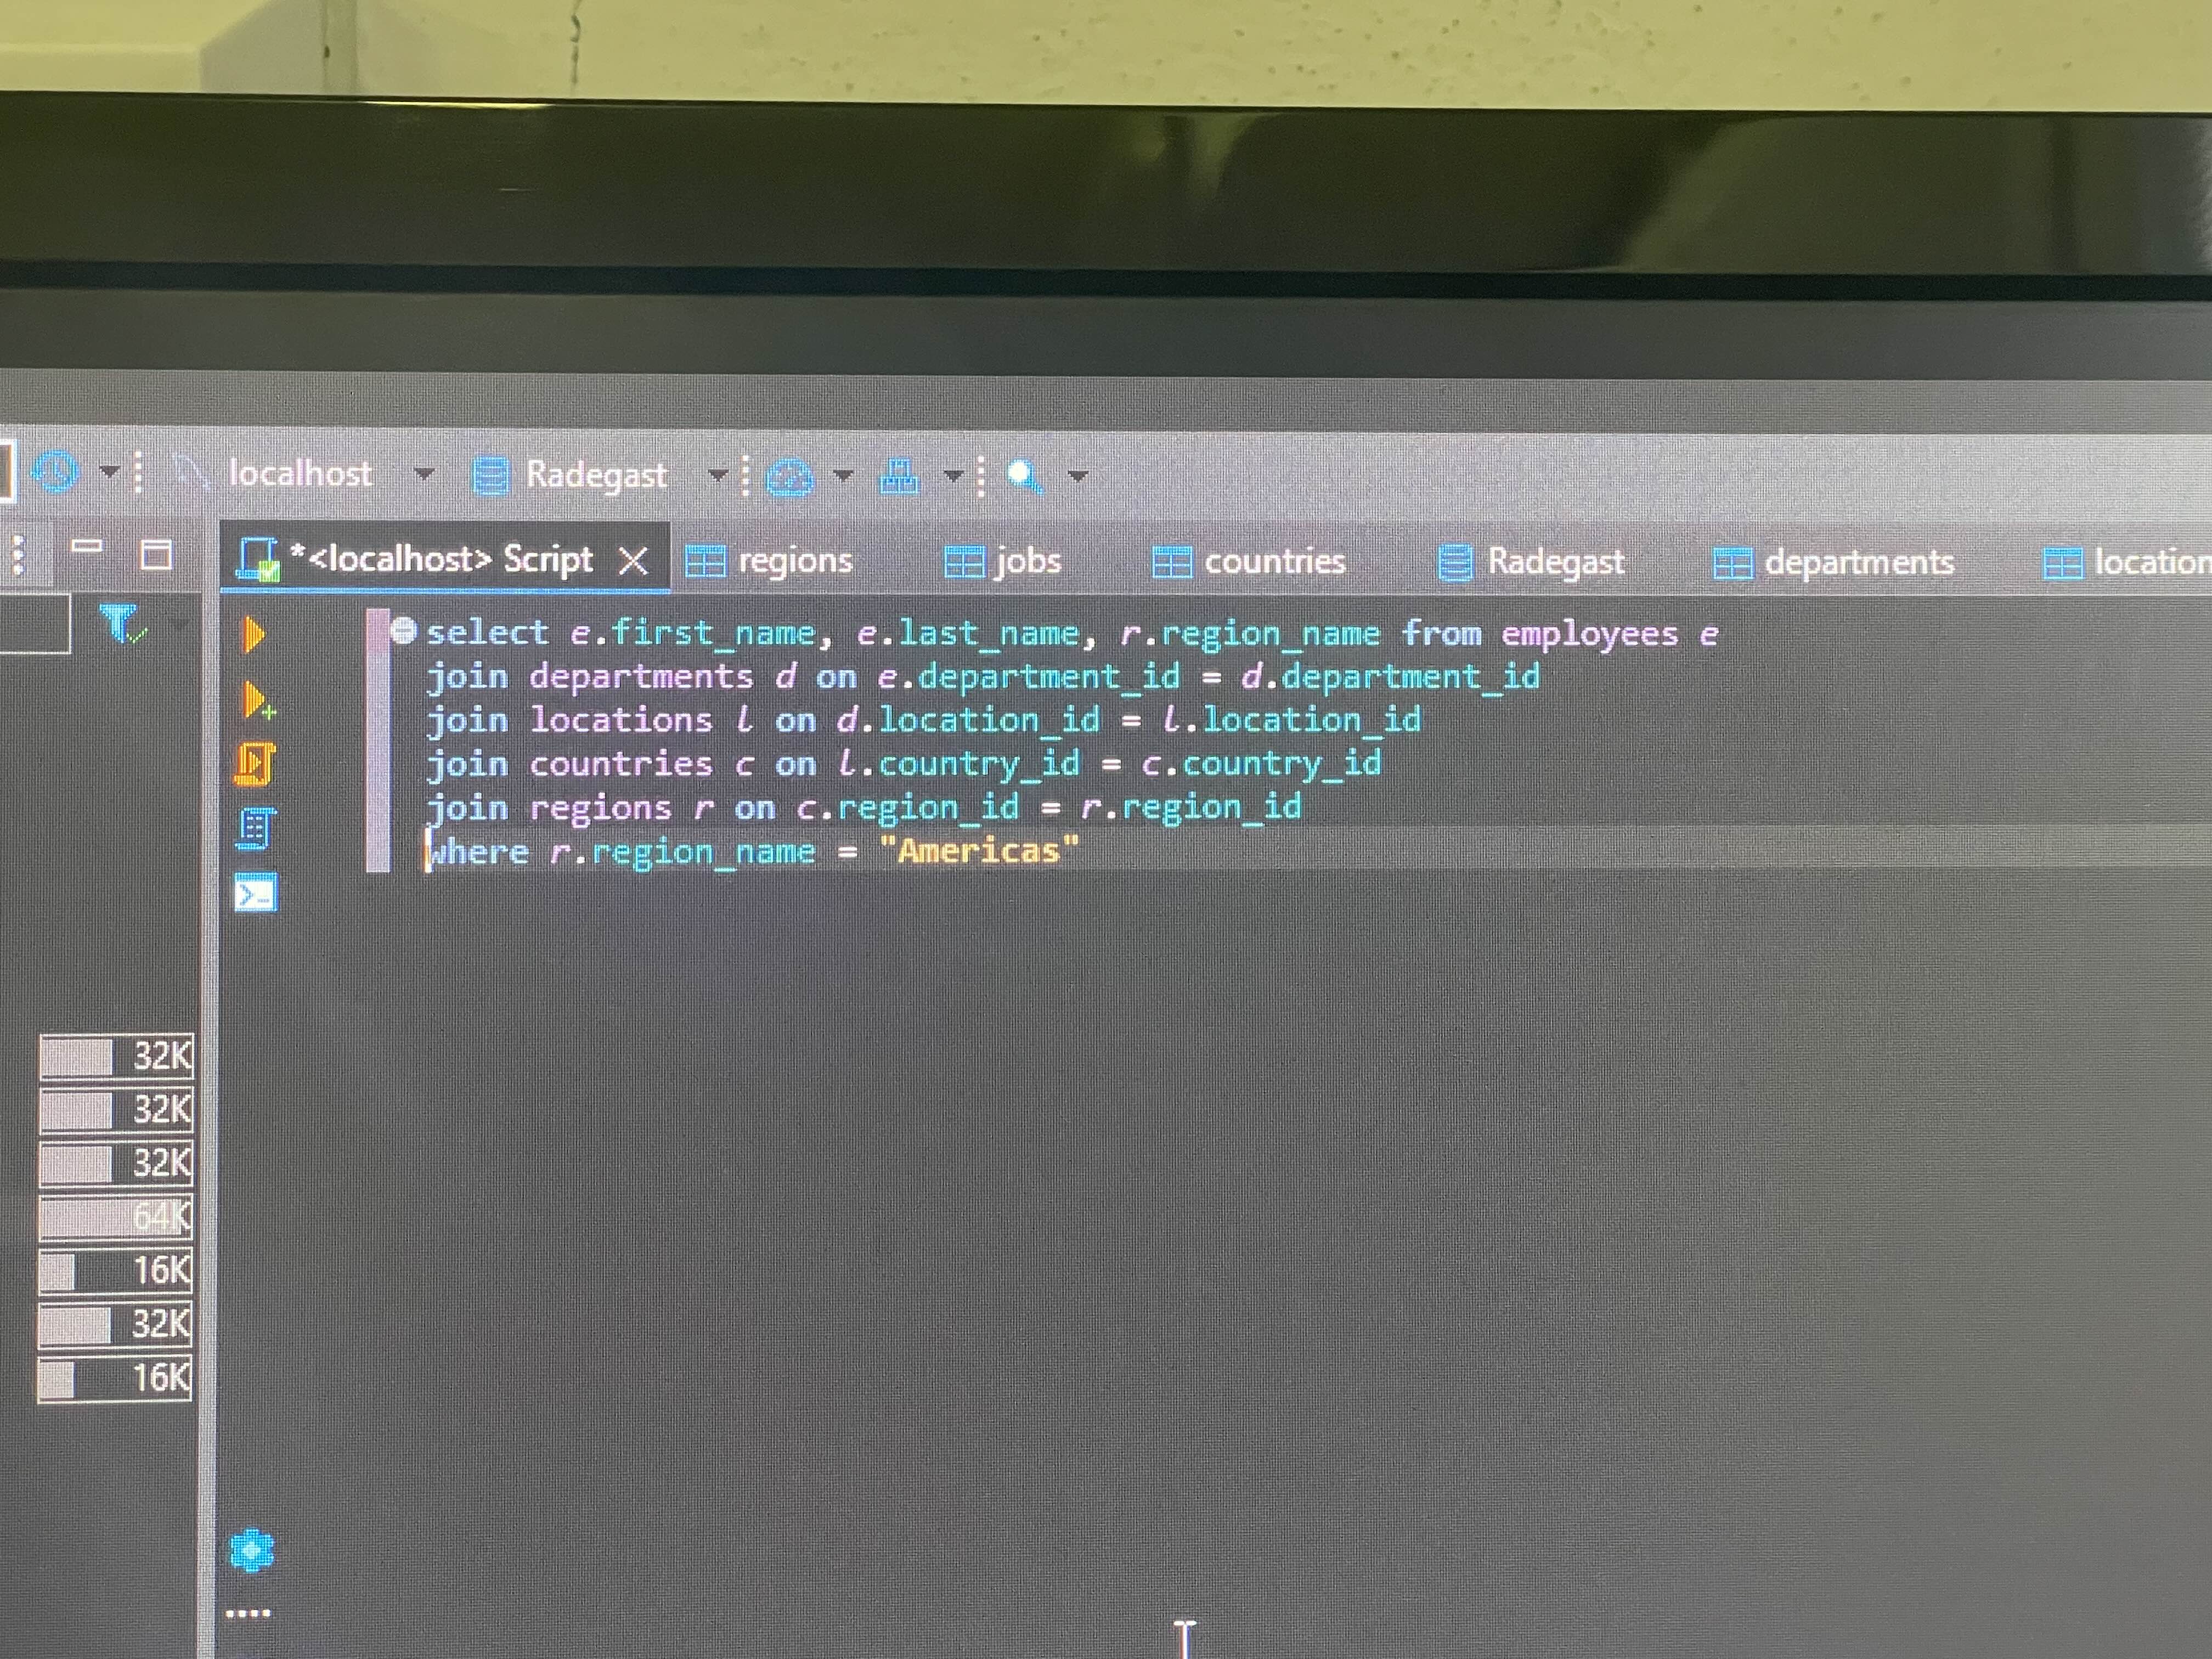 localhost Radegast
*<localhost> Script regions jobs countries Radegast departments location
select e.first_name, e.last_name, r.region_name from employees e
join departments d on e.department_id = d.department_id
join locations l on d.location_id = l.location_id
join countries c on l.country_id = c.country_id
join regions r on c.region_id = r.region_id
where r.region_name = "Americas"
32K
32K
32K
64K
16K
32K
16K